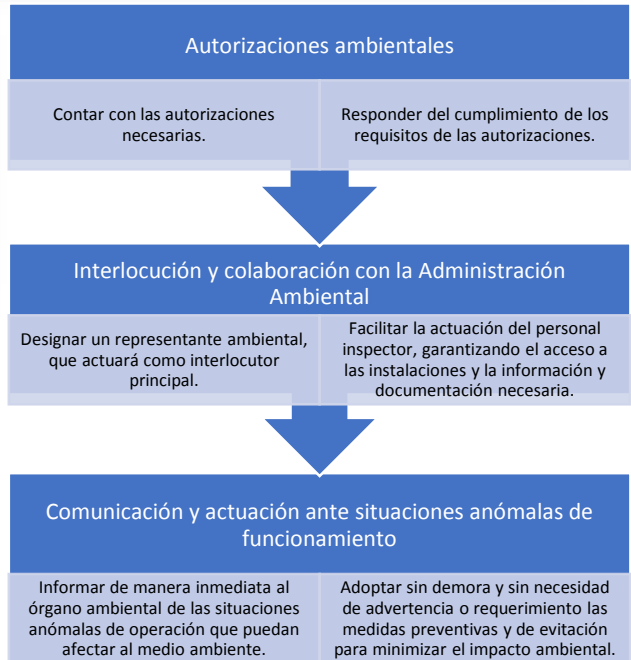 Autorizaciones ambientales
Contar con las autorizaciones
necesarias.
Responder del cumplimiento de los
requisitos de las autorizaciones.
Interlocución y colaboración con la Administración
Ambiental
Designar un representante ambiental,
que actuará como interlocutor
principal.
Facilitar la actuación del personal
inspector, garantizando el acceso a
las instalaciones y la información y
documentación necesaria.
Comunicación y actuación ante situaciones anómalas de
funcionamiento
Informar de manera inmediata al
órgano ambiental de las situaciones
anómalas de operación que puedan
afectar al medio ambiente.
Adoptar sin demora y sin necesidad
de advertencia o requerimiento las
medidas preventivas y de evitación
para minimizar el impacto ambiental.